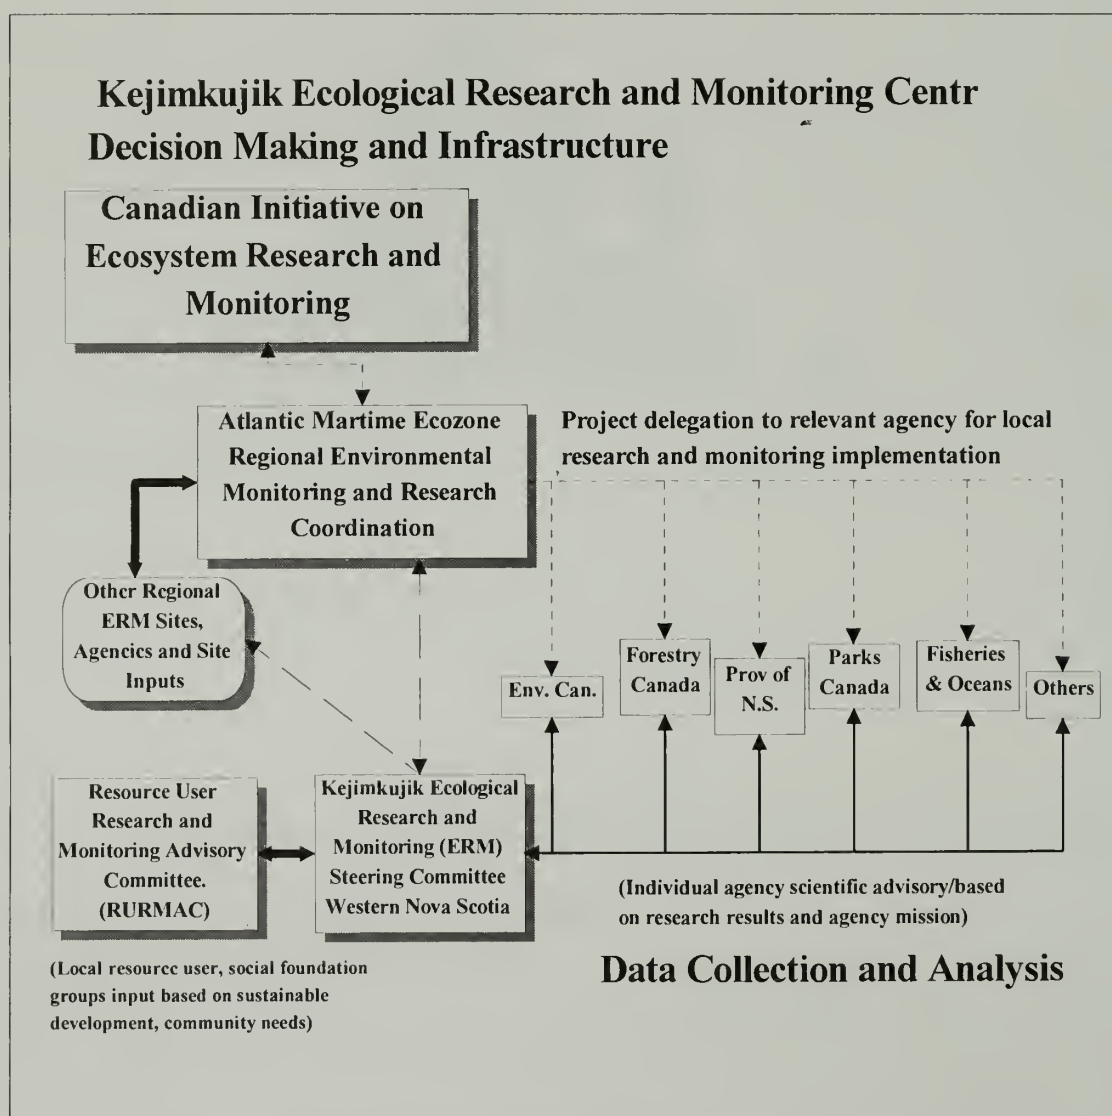 Kejimkujik Ecological Research and Monitoring Centr
Decision Making and Infrastructure
Canadian Initiative on
Ecosystem Research and
Monitoring
Atlantic Martime Ecozone
Regional Environmental
Monitoring and Research
Coordination
Project delegation to relevant agency for local
research and monitoring implementation
Other Regional
ERM Sites,
Agencies and Site
Inputs
Env. Can.
Forestry
Canada
Prov of
N.S.
Parks
Canada
Fisheries
& Oceans
Others
Resource User
Research and
Monitoring Advisory
Committee.
(RURMAC)
Kejimkujik Ecological
Research and
Monitoring (ERM)
Steering Committee
Western Nova Scotia
(Individual agency scientific advisory/based
on research results and agency mission)
(Local resource user, social foundation
groups input based on sustainable
development, community needs)
Data Collection and Analysis